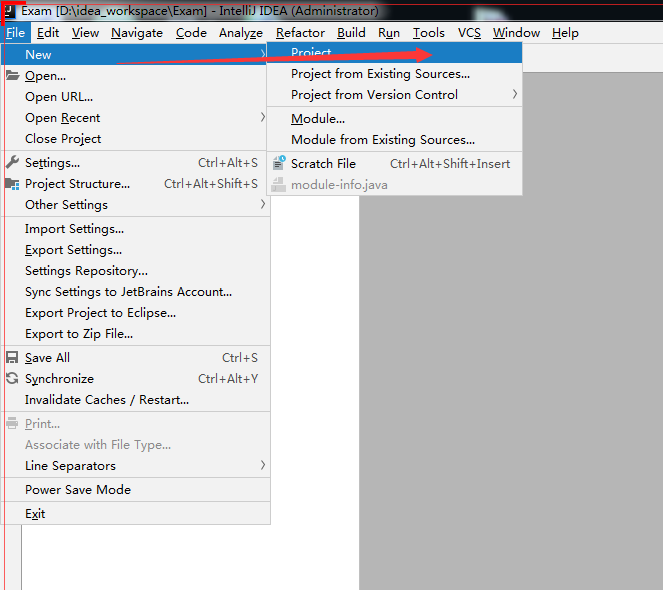 Exam [D:\idea_workspace\Exam] - IntelliJ IDEA (Administrator)
File Edit View Navigate Code Analyze Refactor Build Run Tools VCS Window Help
New
Open...
Open URL...
Open Recent
Close Project
Settings... Ctrl+Alt+S
Project Structure... Ctrl+Alt+Shift+S
Other Settings
Import Settings...
Export Settings...
Settings Repository...
Sync Settings to JetBrains Account...
Export Project to Eclipse...
Export to Zip File...
Save All Ctrl+S
Synchronize Ctrl+Alt+Y
Invalidate Caches / Restart...
Print...
Associate with File Type...
Line Separators
Power Save Mode
Exit
Project...
Project from Existing Sources...
Project from Version Control
Module...
Module from Existing Sources...
Scratch File Ctrl+Alt+Shift+Insert
module-info.java